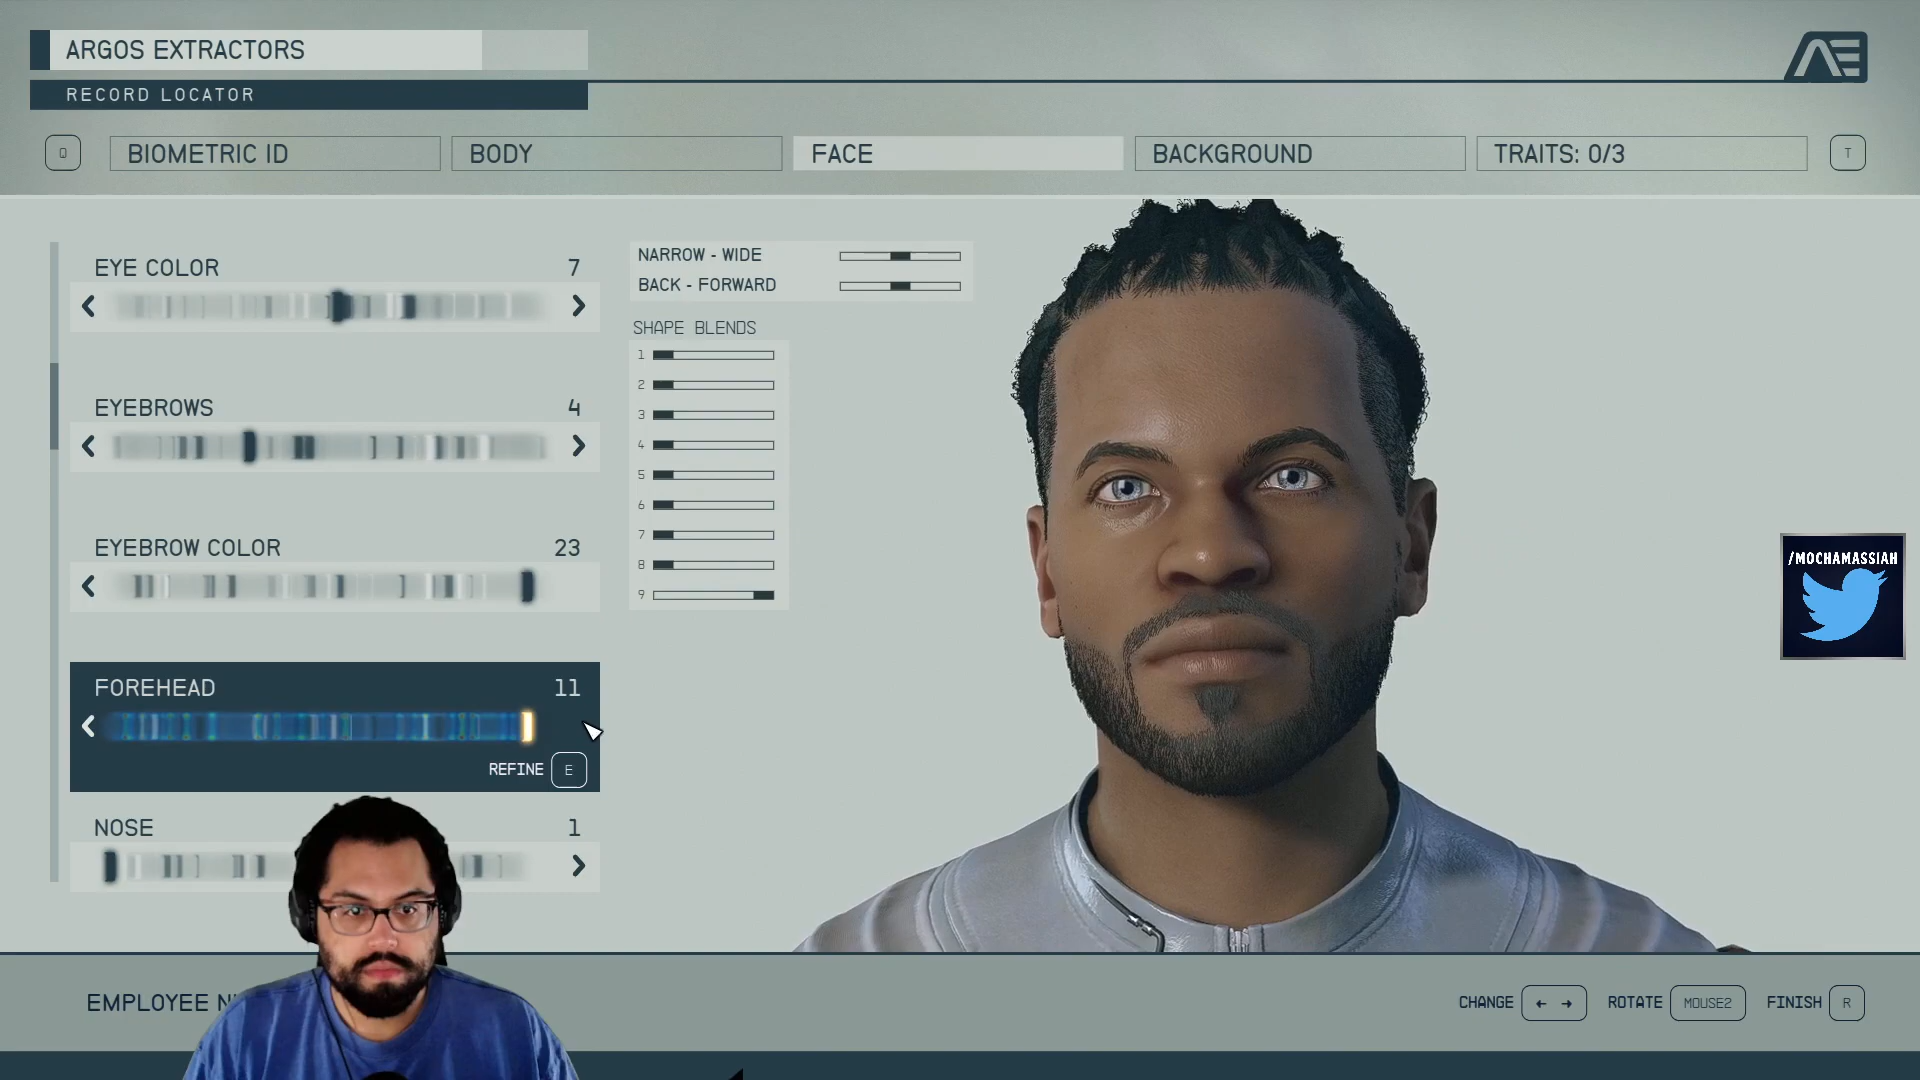 ARGOS EXTRACTORS
RECORD LOCATOR
AE
Q
BIOMETRIC ID
BODY
FACE
BACKGROUND
TRAITS: 0/3
T
EYE COLOR
7
NARROW - WIDE
BACK - FORWARD
SHAPE BLENDS
1
2
3
4
5
6
7
8
9
EYEBROWS
4
EYEBROW COLOR
23
FOREHEAD
11
REFINE
E
NOSE
1
/MOCHAMASSIAH
EMPLOYEE
CHANGE
ROTATE
MOUSE2
FINISH
R